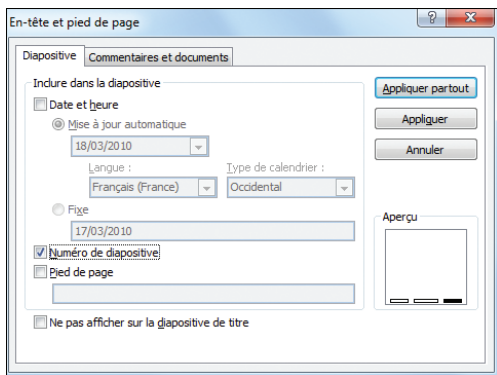 En-tête et pied de page
Diapositive Commentaires et documents
Inclure dans la diapositive
Date et heure
Mise à jour automatique
18/03/2010
Langue : Type de calendrier :
Français (France) Occidental
Fixe
17/03/2010
Numéro de diapositive
Pied de page
Ne pas afficher sur la diapositive de titre
Appliquer partout
Appliquer
Annuler
Aperçu